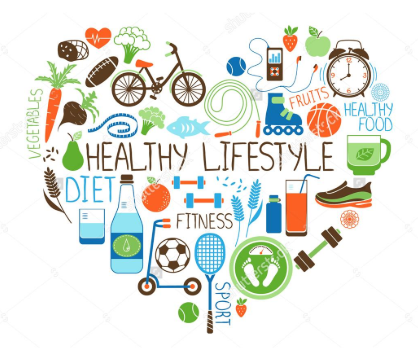 VEGETABLES
FRUITS
HEALTHY
FOOD
HEALTHY LIFESTYLE
DIET
FITNESS
SPORT